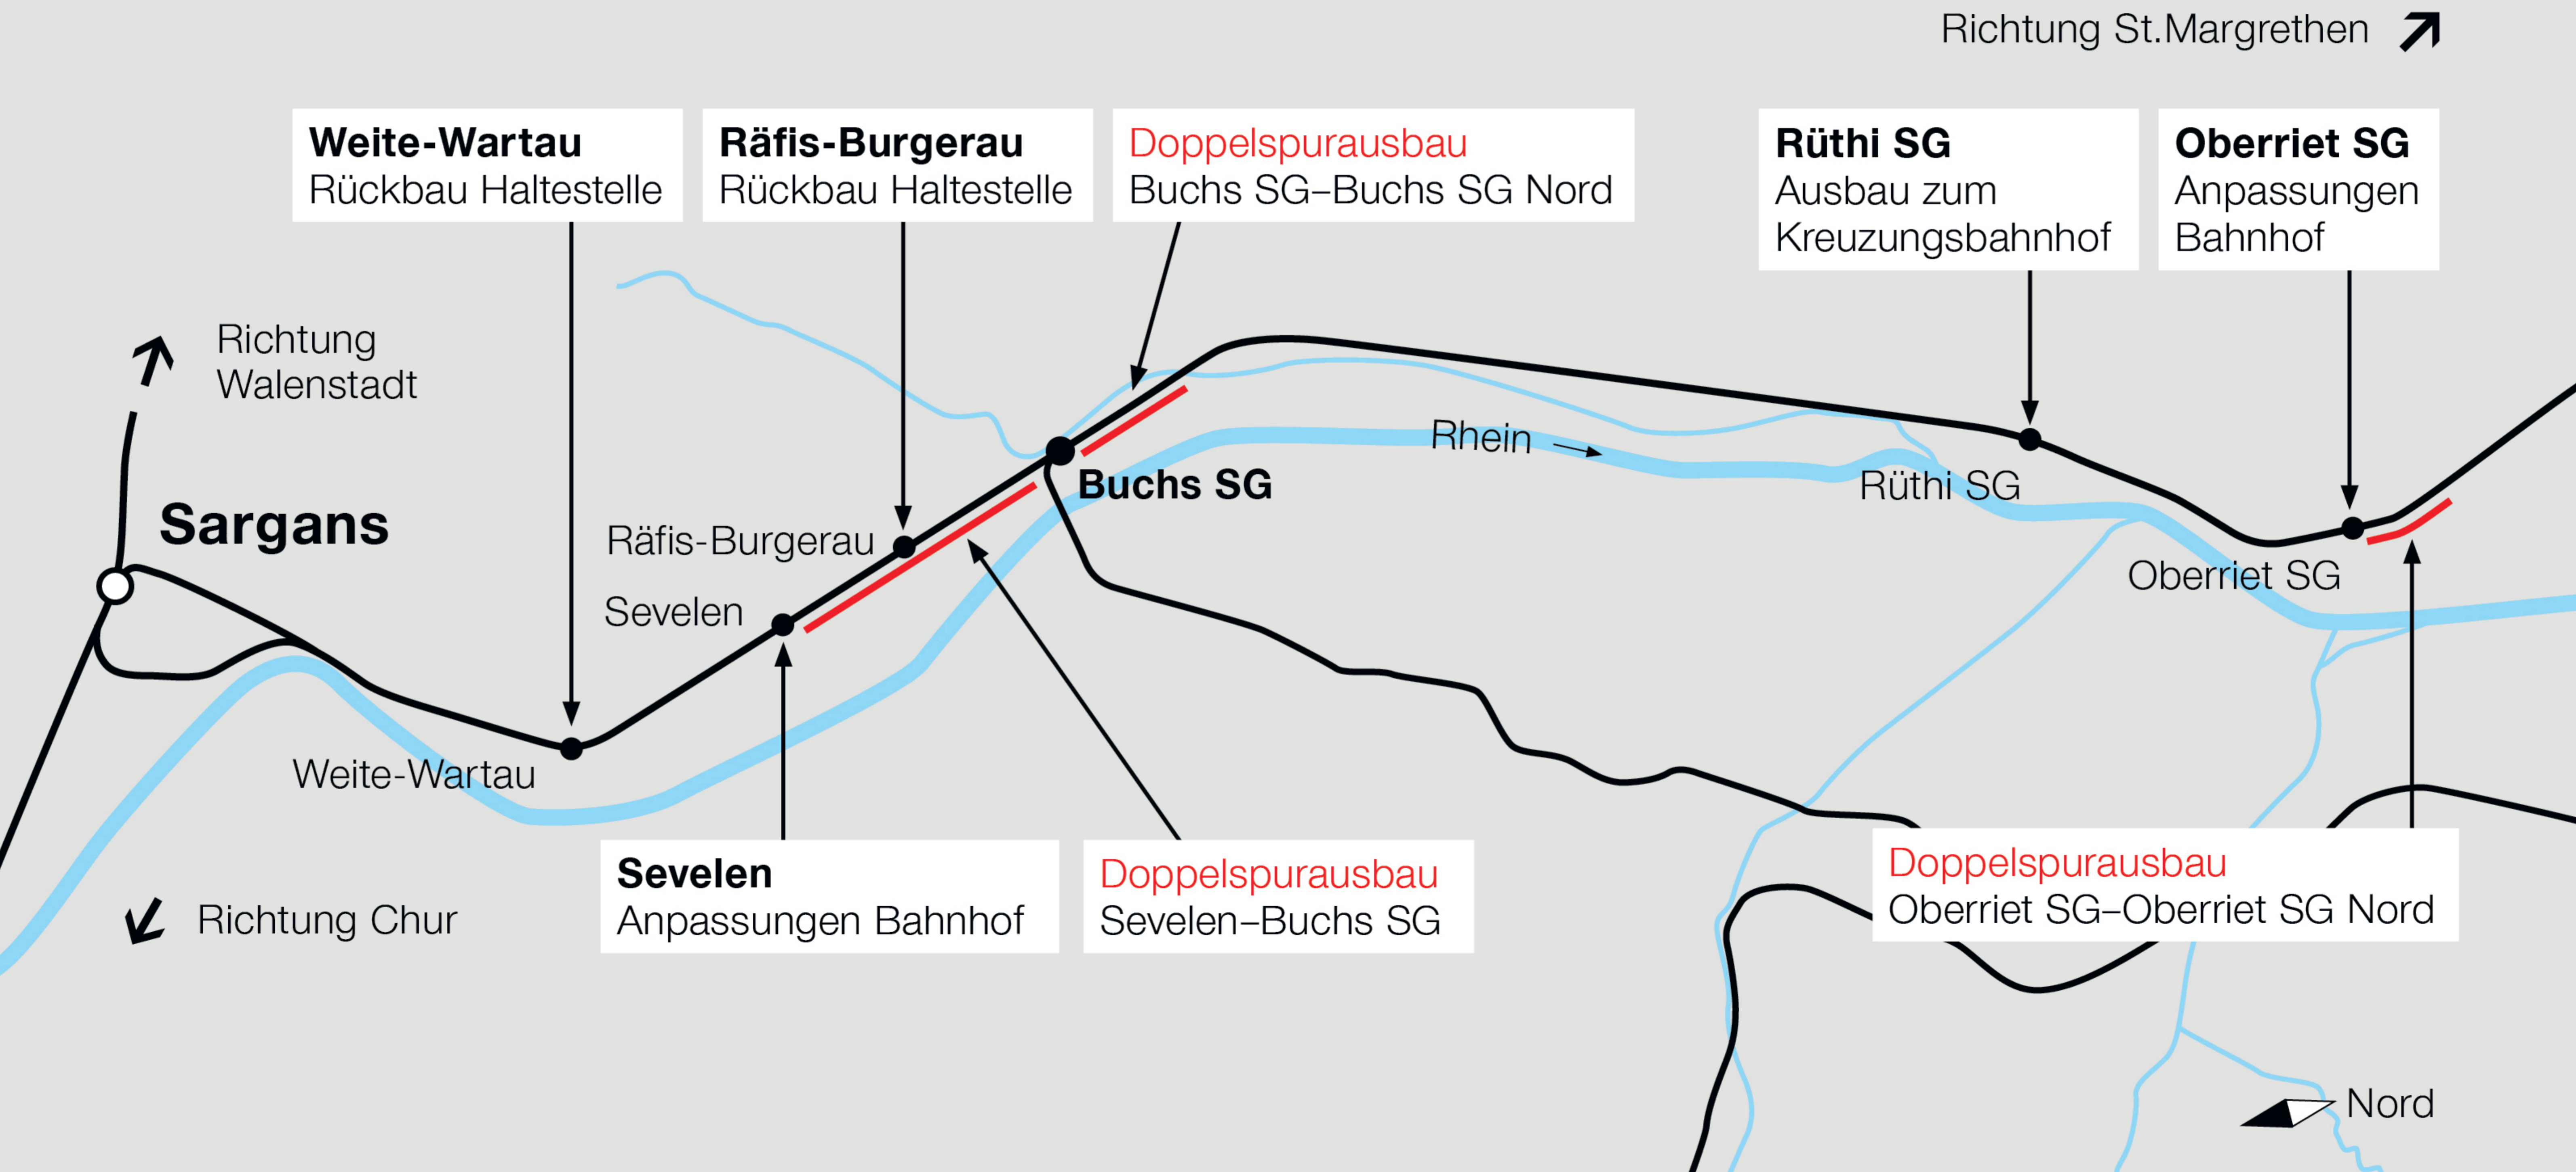 Richtung St.Margrethen
Weite-Wartau
Rückbau Haltestelle
Räfis-Burgerau
Rückbau Haltestelle
Doppelspurausbau
Buchs SG–Buchs SG Nord
Rüthi SG
Ausbau zum
Kreuzungsbahnhof
Oberriet SG
Anpassungen
Bahnhof
Richtung
Walenstadt
Sargans
Rhein
Buchs SG
Rüthi SG
Räfis-Burgerau
Sevelen
Oberriet SG
Weite-Wartau
Richtung Chur
Sevelen
Anpassungen Bahnhof
Doppelspurausbau
Sevelen–Buchs SG
Doppelspurausbau
Oberriet SG–Oberriet SG Nord
Nord